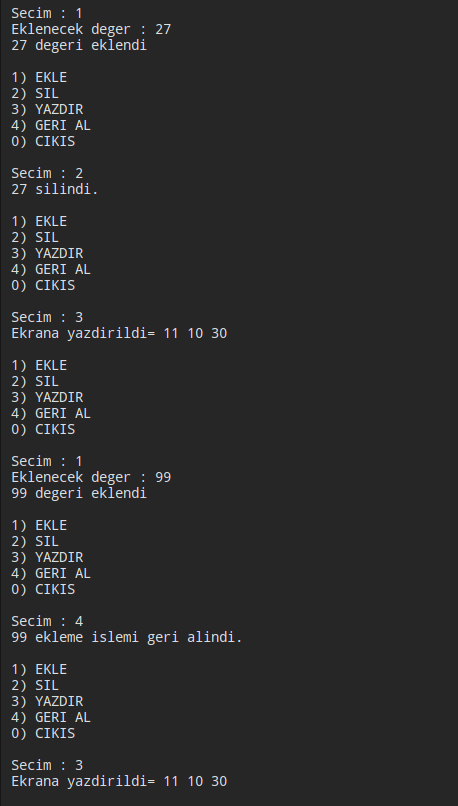 Secim : 1
Eklenecek deger : 27
27 degeri eklendi
1) EKLE
2) SIL
3) YAZDIR
4) GERI AL
0) CIKIS
Secim : 2
27 silindi.
1) EKLE
2) SIL
3) YAZDIR
4) GERI AL
0) CIKIS
Secim : 3
Ekrana yazdirildi= 11 10 30
1) EKLE
2) SIL
3) YAZDIR
4) GERI AL
0) CIKIS
Secim : 1
Eklenecek deger : 99
99 degeri eklendi
1) EKLE
2) SIL
3) YAZDIR
4) GERI AL
0) CIKIS
Secim : 4
99 ekleme islemi geri alindi.
1) EKLE
2) SIL
3) YAZDIR
4) GERI AL
0) CIKIS
Secim : 3
Ekrana yazdirildi= 11 10 30